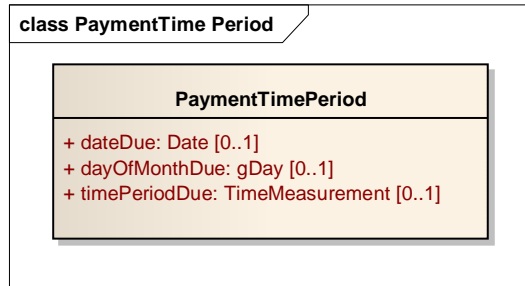 class PaymentTime Period
PaymentTimePeriod
+ dateDue: Date [0..1]
+ dayOfMonthDue: gDay [0..1]
+ timePeriodDue: TimeMeasurement [0..1]